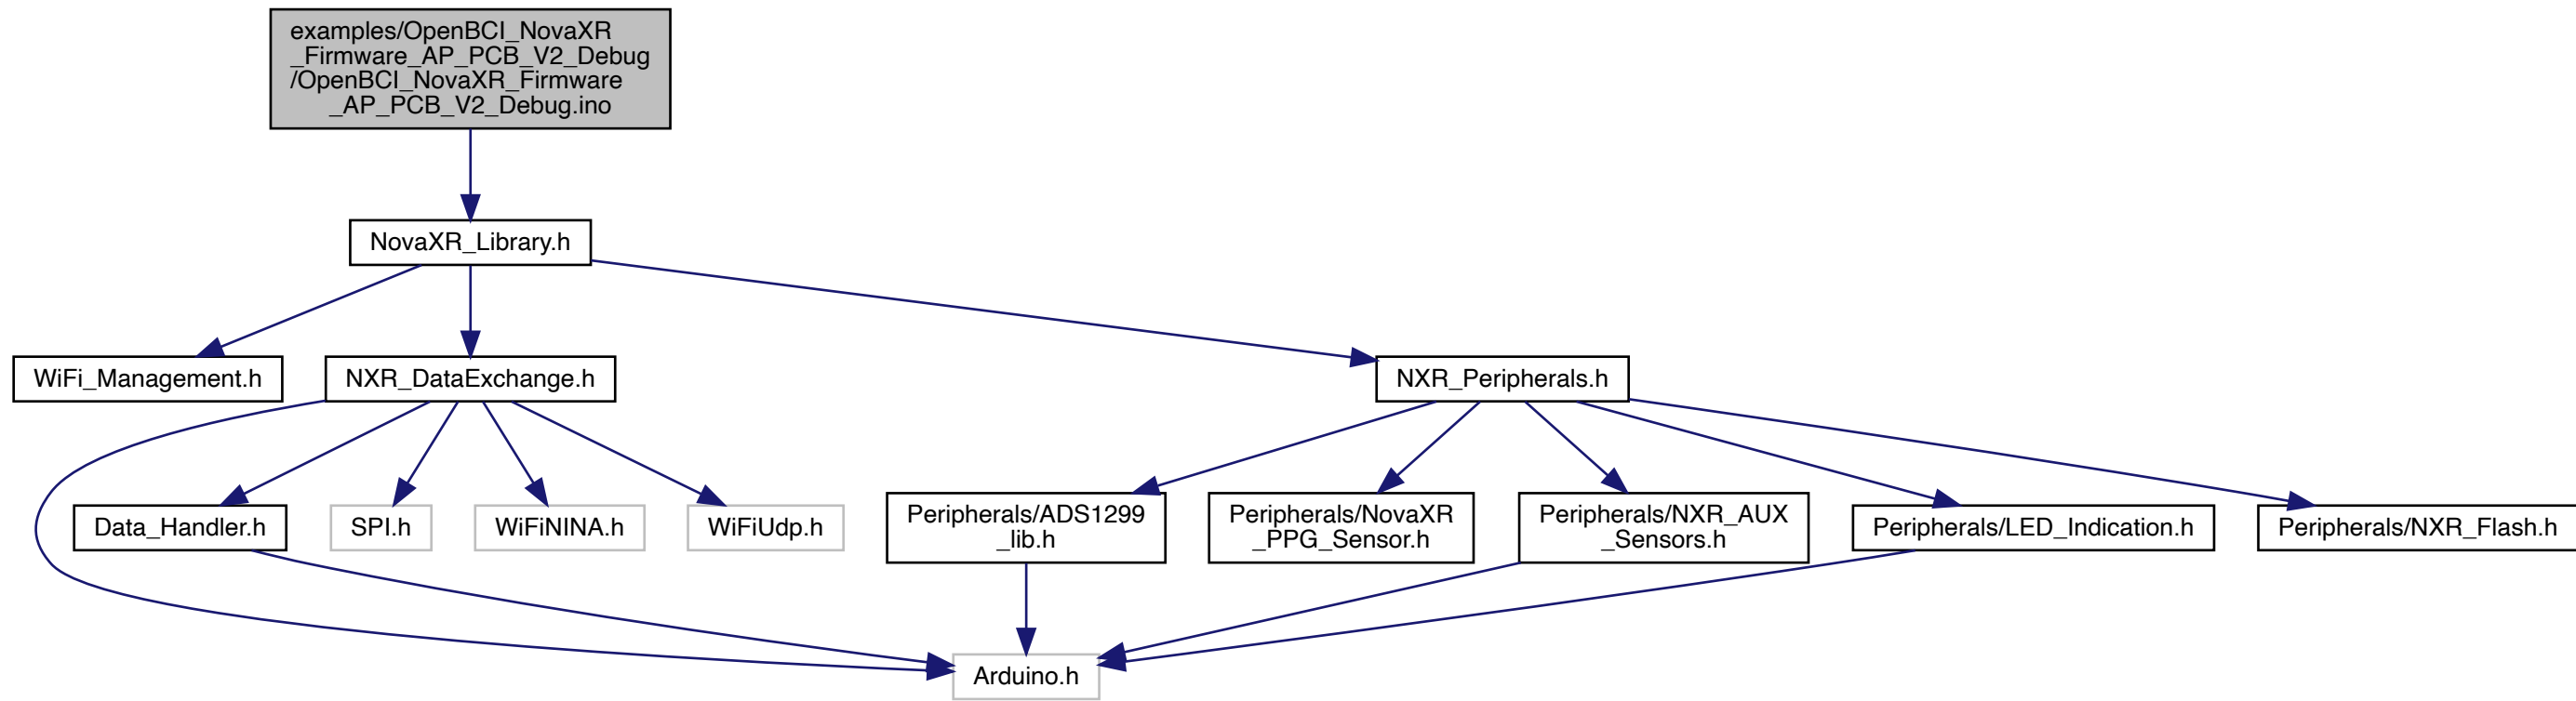 examples/OpenBCI_NovaXR
_Firmware_AP_PCB_V2_Debug
/OpenBCI_NovaXR_Firmware
_AP_PCB_V2_Debug.ino
NovaXR_Library.h
WiFi_Management.h
NXR_DataExchange.h
NXR_Peripherals.h
Data_Handler.h
SPI.h
WiFiNINA.h
WiFiUdp.h
Peripherals/ADS1299
_lib.h
Peripherals/NovaXR
_PPG_Sensor.h
Peripherals/NXR_AUX
_Sensors.h
Peripherals/LED_Indication.h
Peripherals/NXR_Flash.h
Arduino.h